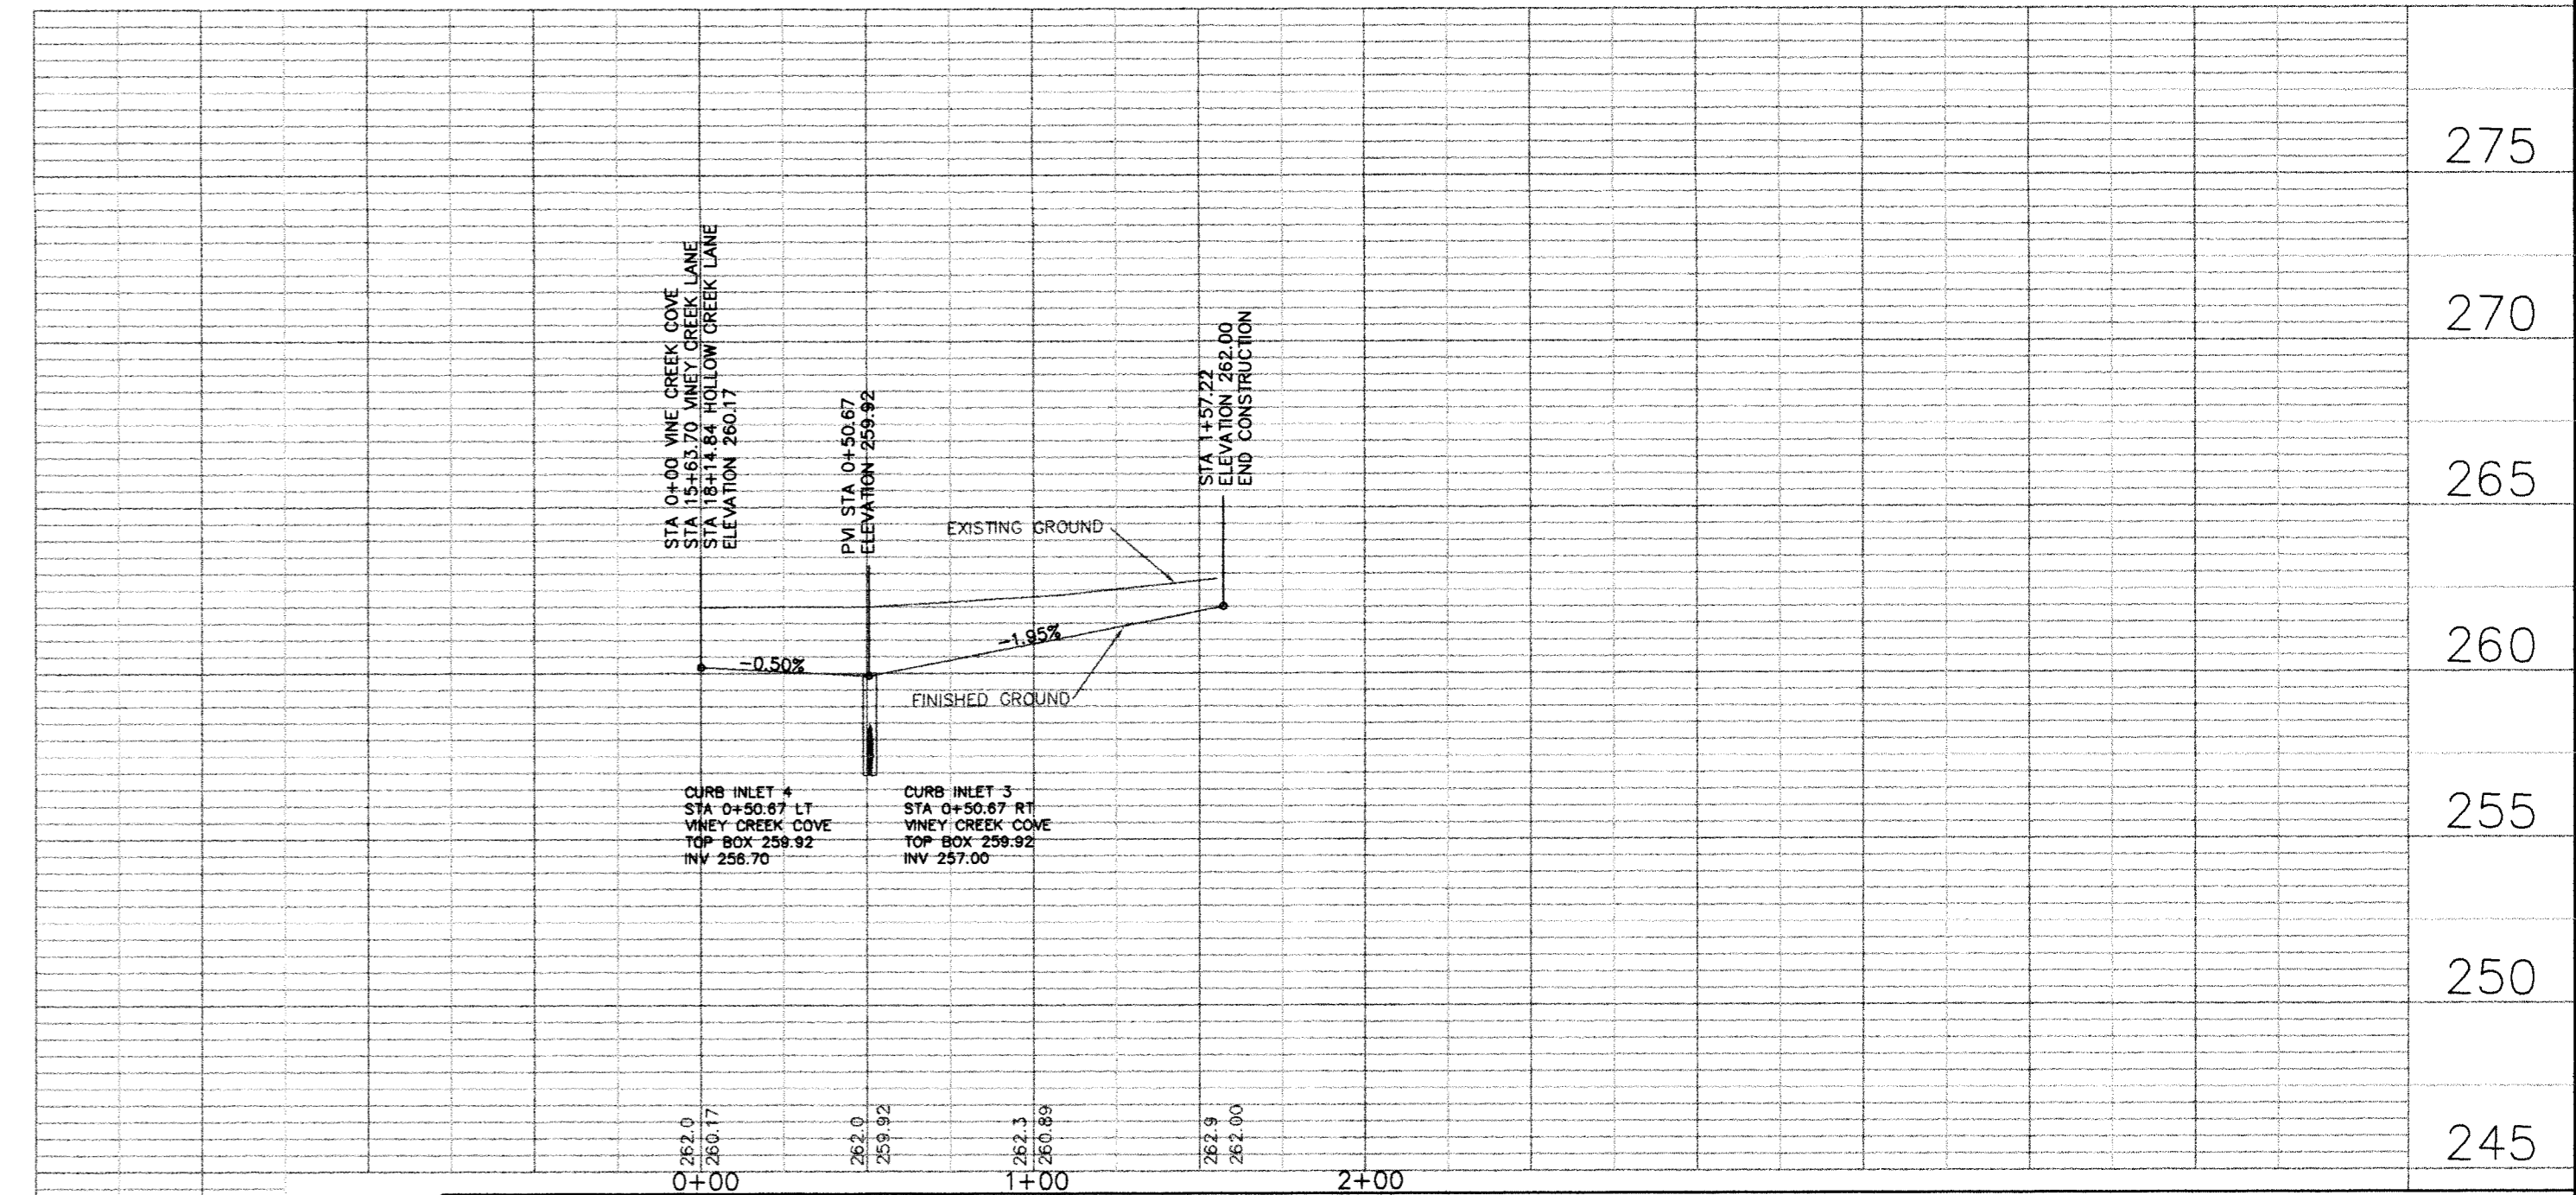 275
270
265
260
255
250
245
STA 0+00 VINE CREEK COVE
STA 15+63.70 VINEY CREEK LANE
STA 18+14.84 HOLLOW CREEK LANE
ELEVATION 260.17
PVI STA 0+50.67
ELEVATION 259.92
STA 1+57.22
ELEVATION 262.00
END CONSTRUCTION
EXISTING GROUND
-1.95%
-0.50%
FINISHED GROUND
CURB INLET 4
STA 0+50.67 LT
VINEY CREEK COVE
TOP BOX 259.92
INV 256.70
CURB INLET 3
STA 0+50.67 RT
VINEY CREEK COVE
TOP BOX 259.92
INV 257.00
262.0
260.17
262.0
259.92
262.3
260.89
262.9
262.00
0+00
1+00
2+00